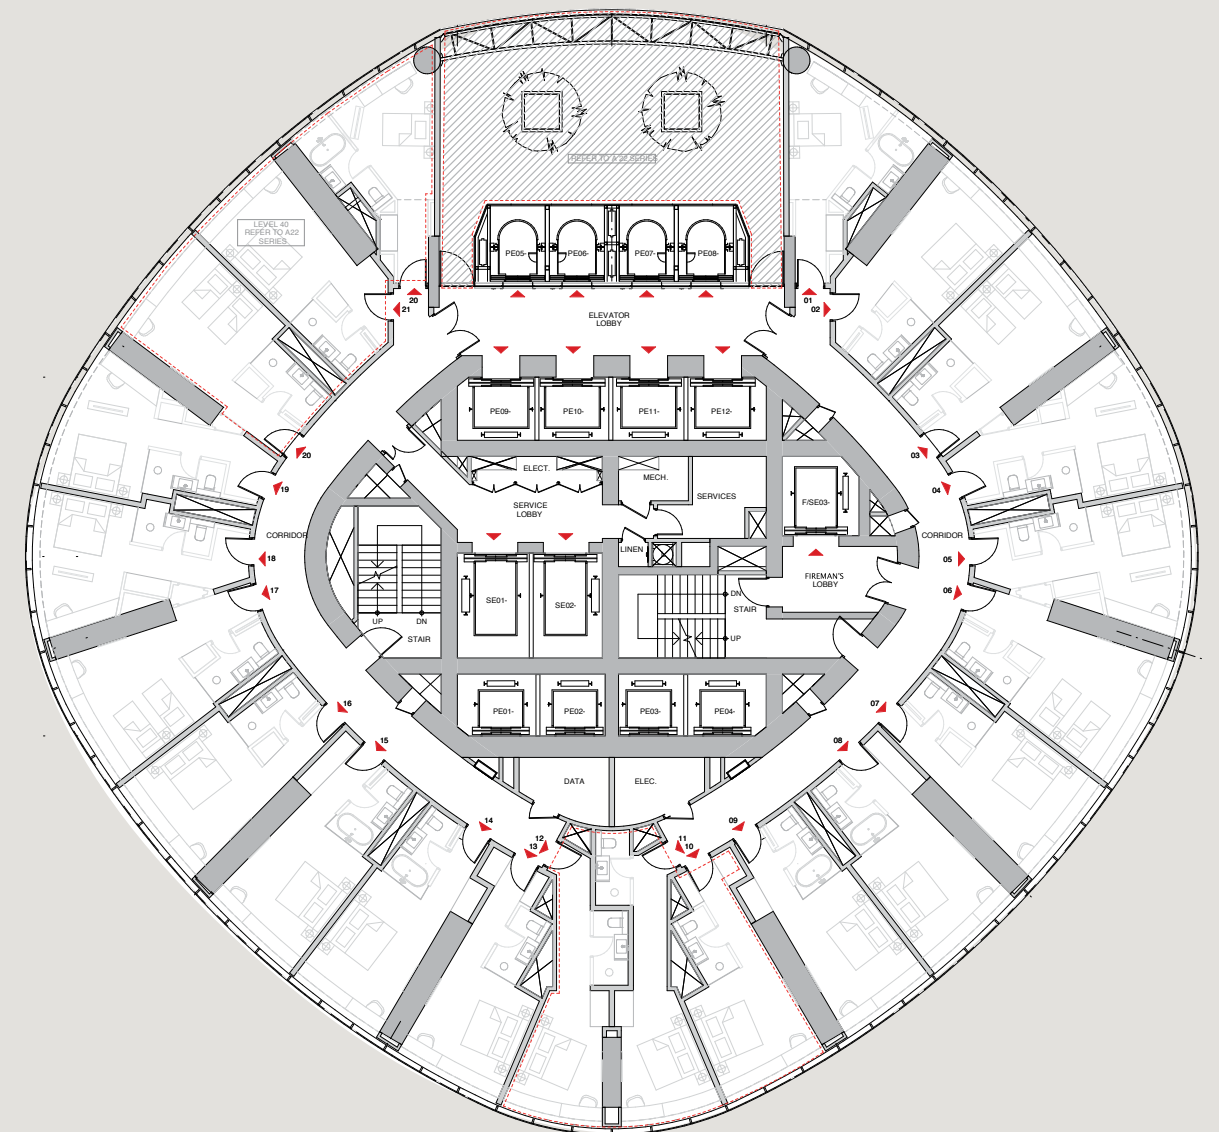 REFER TO A 22 SERIES
LEVEL 40
REFER TO A22
SERIES
PE05-
PE06-
PE07-
PE08-
20
21
01
02
ELEVATOR
LOBBY
PE09-
PE10-
PE11-
PE12-
20
03
ELECT.
MECH.
19
04
SERVICES
F/SE03-
SERVICE
LOBBY
CORRIDOR
CORRIDOR
LINEN
18
05
FIREMAN'S
LOBBY
17
06
SE01-
SE02-
DN
STAIR
UP
UP
DN
STAIR
16
07
PE01-
PE02-
PE03-
PE04-
15
08
DATA
ELEC.
14
09
12
13
11
10